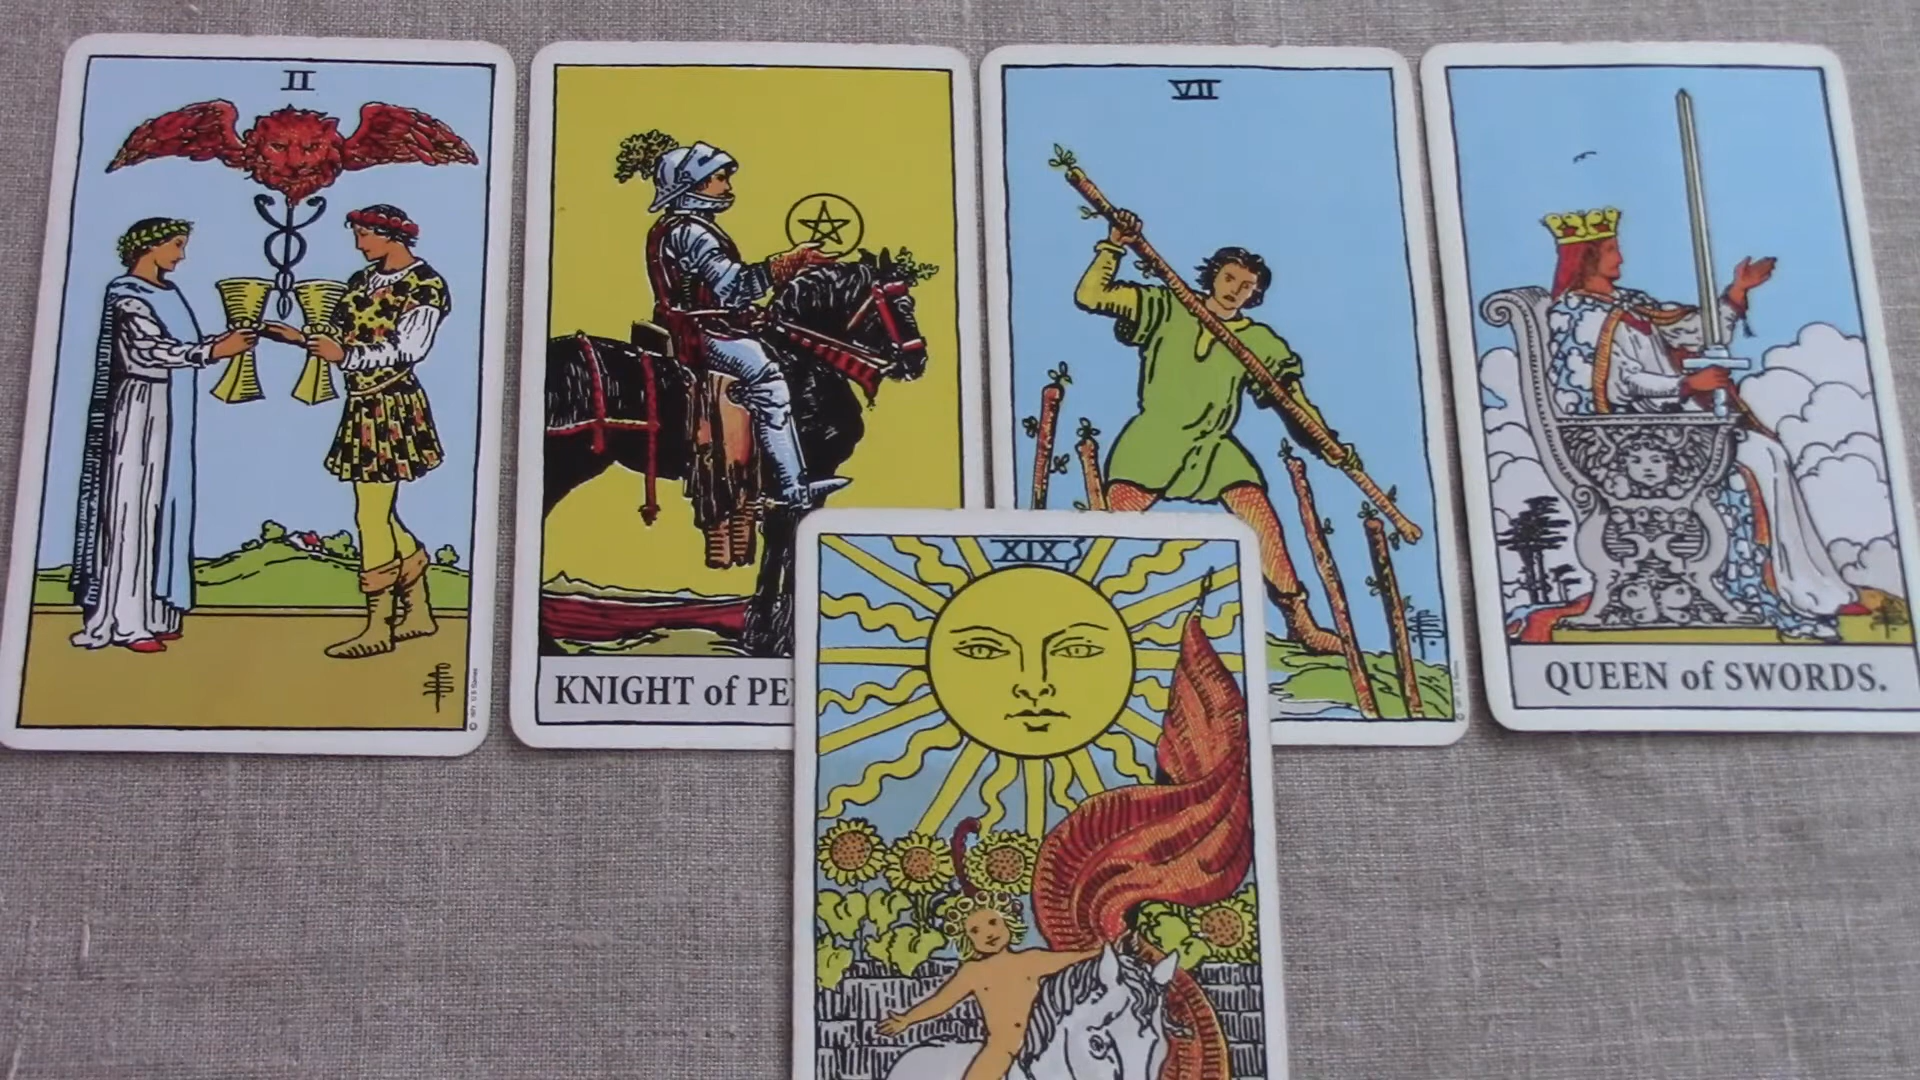 II
VII
XIX
KNIGHT of PE
QUEEN of SWORDS.